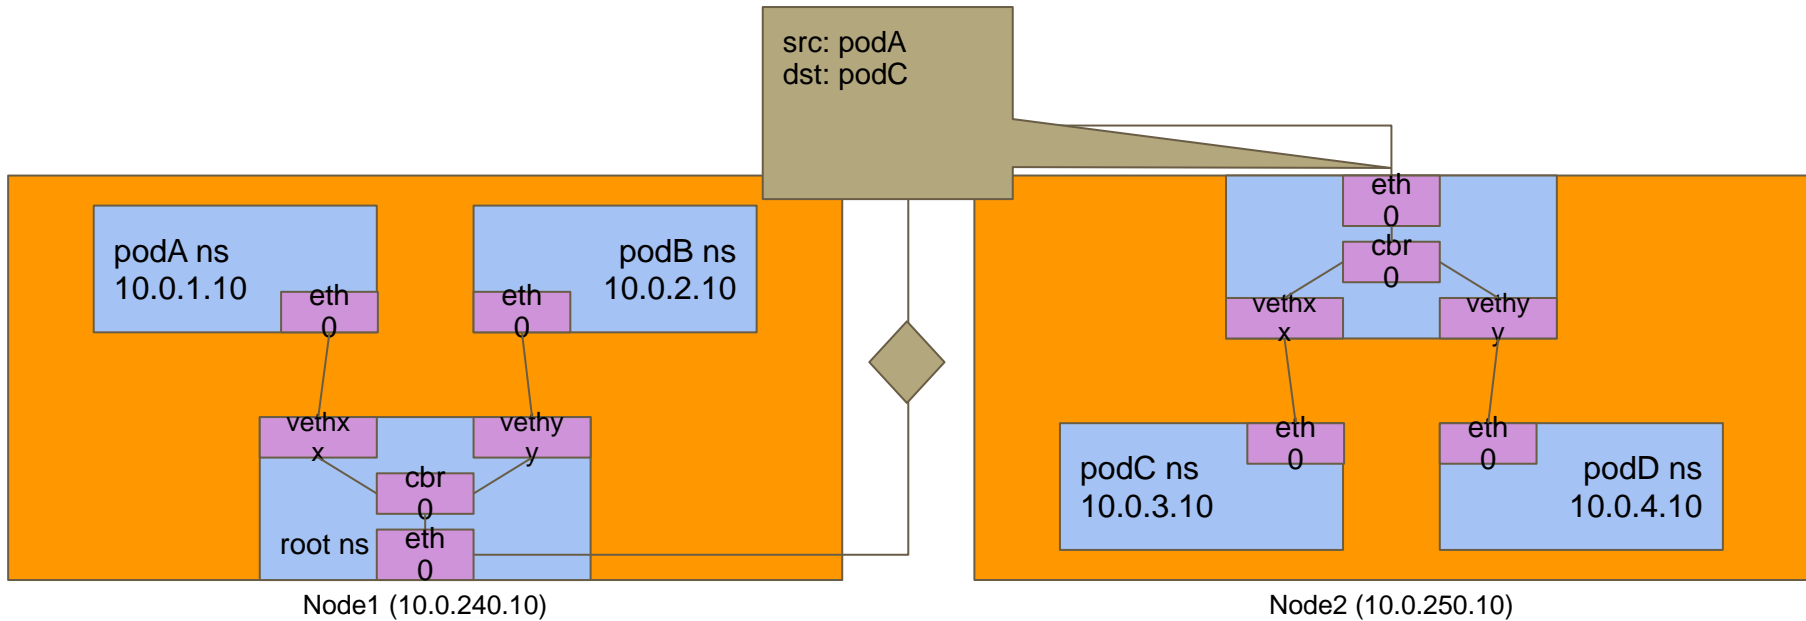 src: podA
dst: podC
podA ns
10.0.1.10
eth
0
podB ns
10.0.2.10
eth
0
vethx
x
vethy
y
cbr
0
root ns
eth
0
Node1 (10.0.240.10)
eth
0
cbr
0
vethx
x
vethy
y
eth
0
podC ns
10.0.3.10
eth
0
podD ns
10.0.4.10
Node2 (10.0.250.10)